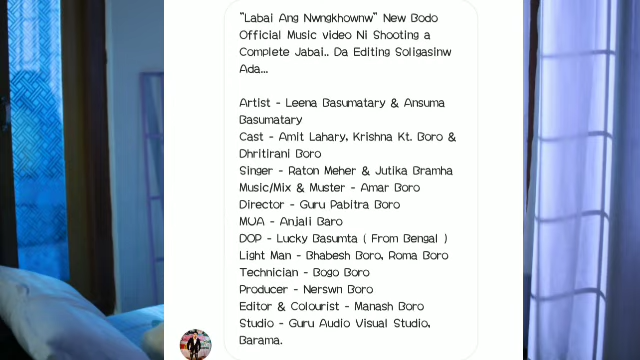 "Labai Ang Nwngkhownw" New Bodo
Official Music video Ni Shooting a
Complete Jabai.. Da Editing Soligasinw
Ada...
Artist - Leena Basumatary & Ansuma
Basumatary
Cast - Amit Lahary, Krishna Kt. Boro &
Dhritirani Boro
Singer - Raton Meher & Jutika Bramha
Music/Mix & Muster - Amar Boro
Director - Guru Pabitra Boro
MUA - Anjali Baro
DOP - Lucky Basumta ( From Bengal )
Light Man - Bhabesh Boro, Roma Boro
Technician - Bogo Boro
Producer - Nerswn Boro
Editor & Colourist - Manash Boro
Studio - Guru Audio Visual Studio,
Barama.